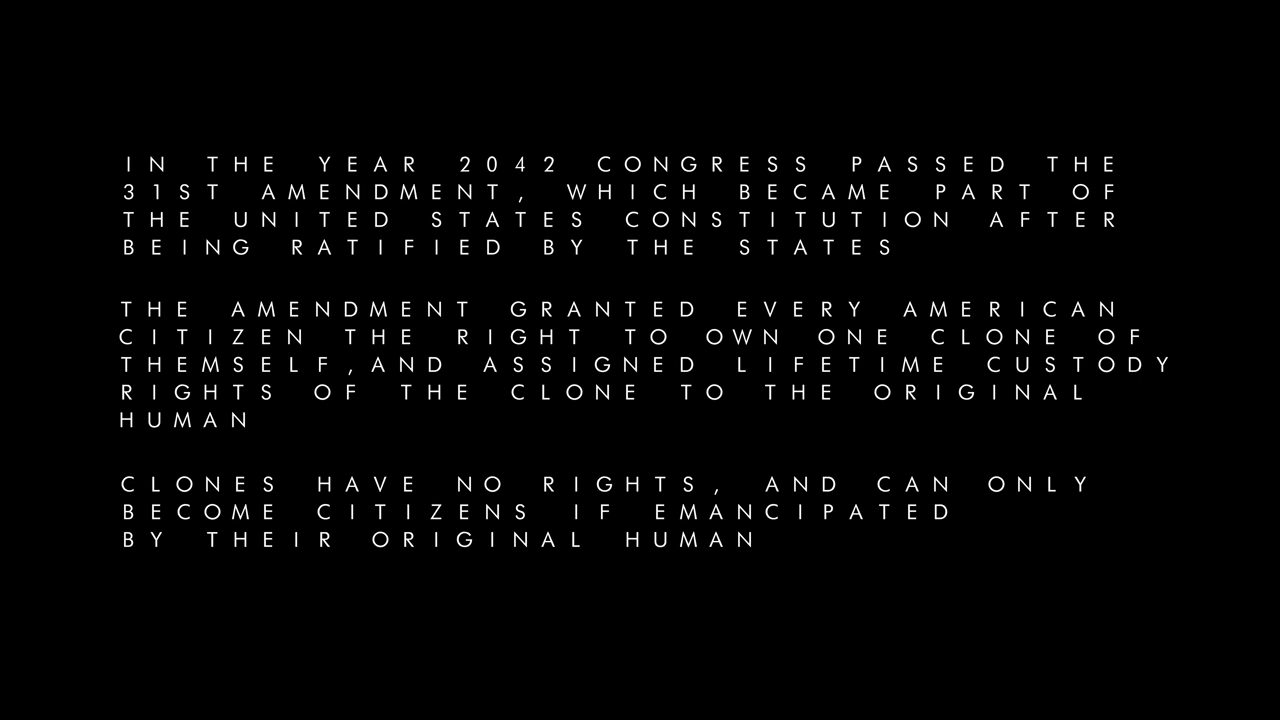 IN THE YEAR 2042 CONGRESS PASSED THE
31ST AMENDMENT, WHICH BECAME PART OF
THE UNITED STATES CONSTITUTION AFTER
BEING RATIFIED BY THE STATES
THE AMENDMENT GRANTED EVERY AMERICAN
CITIZEN THE RIGHT TO OWN ONE CLONE OF
THEMSELF,AND ASSIGNED LIFETIME CUSTODY
RIGHTS OF THE CLONE TO THE ORIGINAL
HUMAN
CLONES HAVE NO RIGHTS, AND CAN ONLY
BECOME CITIZENS IF EMANCIPATED
BY THEIR ORIGINAL HUMAN